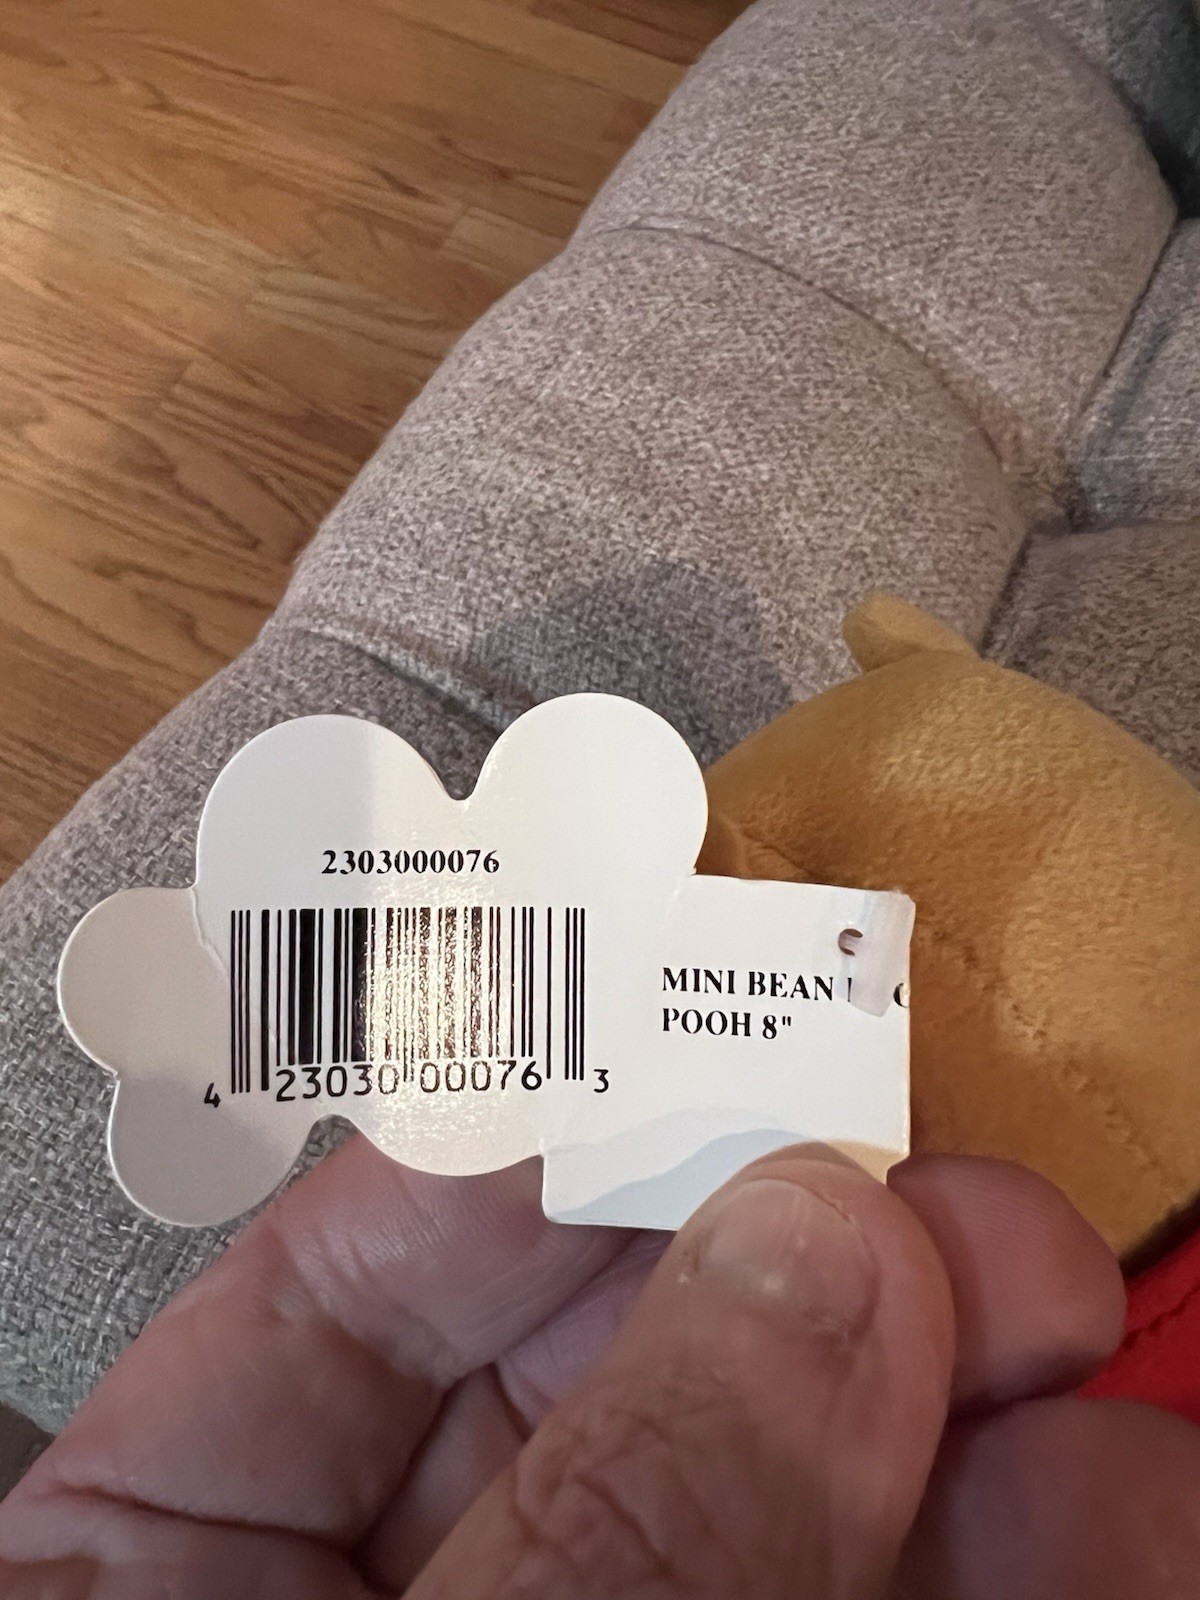 2303000076
4 23030 00076 3
MINI BEAN
POOH 8"